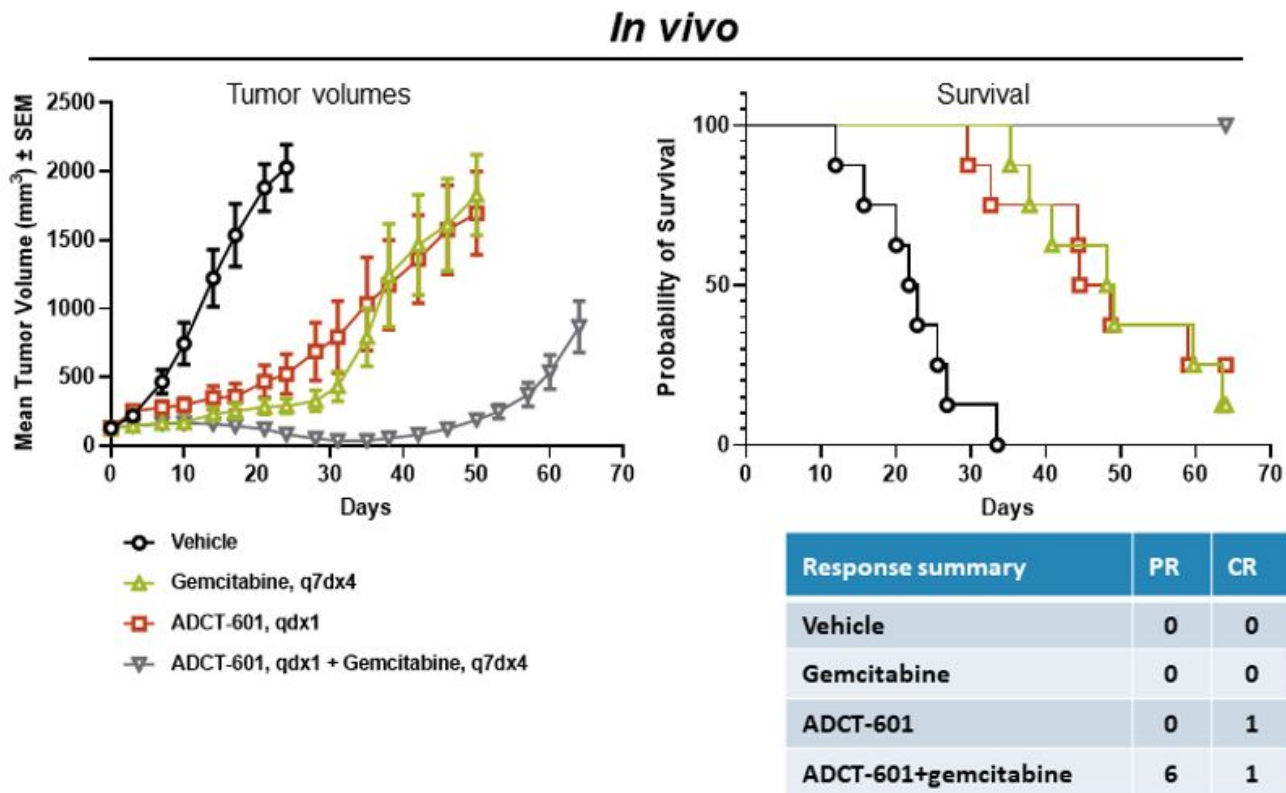 In vivo
Tumor volumes
Mean Tumor Volume (mm³) ± SEM
2500
2000
1500
1000
500
0
0 10 20 30 40 50 60 70
Days
Survival
Probability of Survival
100
50
0
0 10 20 30 40 50 60 70
Days
Vehicle
Gemcitabine, q7dx4
ADCT-601, qdx1
ADCT-601, qdx1 + Gemcitabine, q7dx4
Response summary PR CR
Vehicle 0 0
Gemcitabine 0 0
ADCT-601 0 1
ADCT-601+gemcitabine 6 1